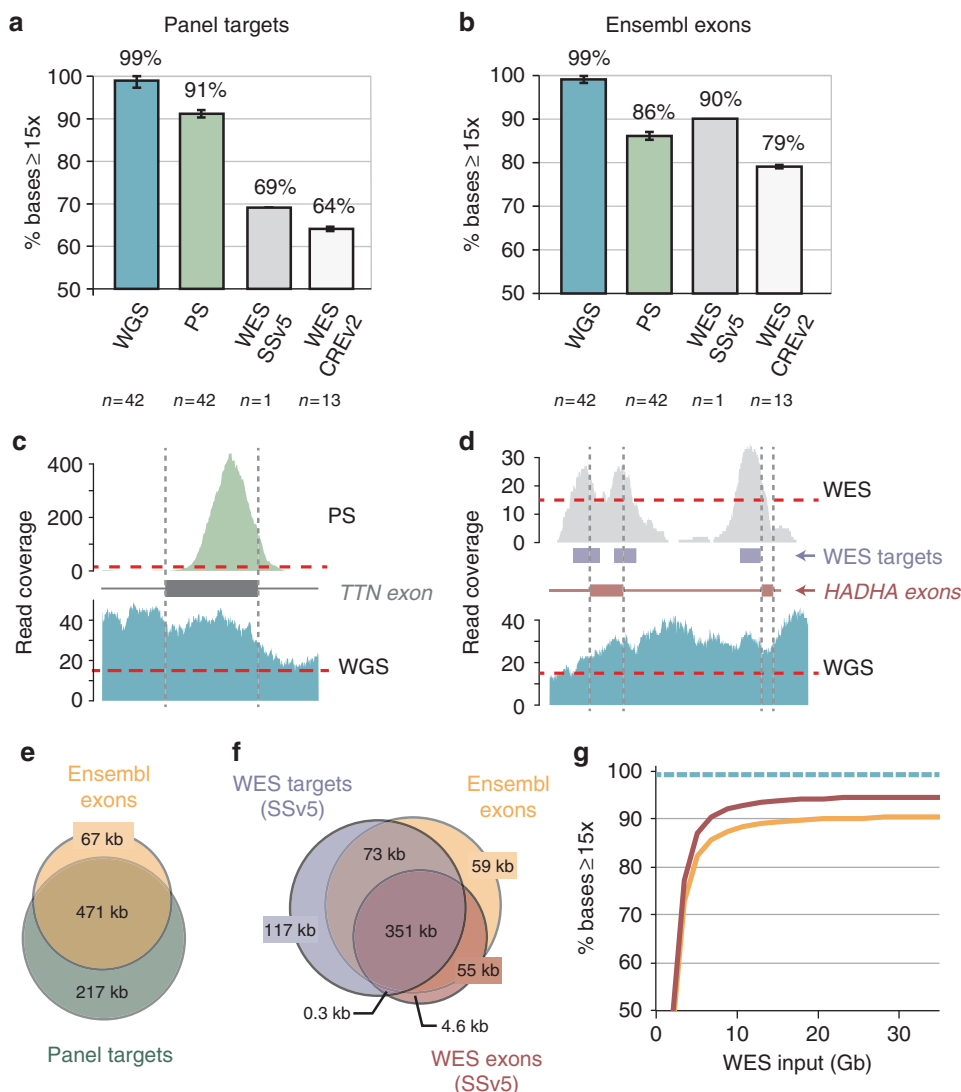 a
Panel targets
% bases ≥ 15x
100
90
80
70
60
50
99%
91%
69%
64%
WGS
PS
WES
SSv5
WES
CREv2
n=42
n=42
n=1
n=13
b
Ensembl exons
% bases ≥ 15x
100
90
80
70
60
50
99%
86%
90%
79%
WGS
PS
WES
SSv5
WES
CREv2
n=42
n=42
n=1
n=13
c
Read coverage
400
200
0
PS
TTN exon
40
20
0
WGS
d
Read coverage
30
20
10
0
WES
WES targets
HADHA exons
40
20
0
WGS
e
Ensembl
exons
67 kb
471 kb
217 kb
Panel targets
f
WES targets
(SSv5)
Ensembl
exons
73 kb
59 kb
117 kb
351 kb
55 kb
0.3 kb
4.6 kb
WES exons
(SSv5)
g
% bases ≥ 15x
100
90
80
70
60
50
0
10
20
30
WES input (Gb)